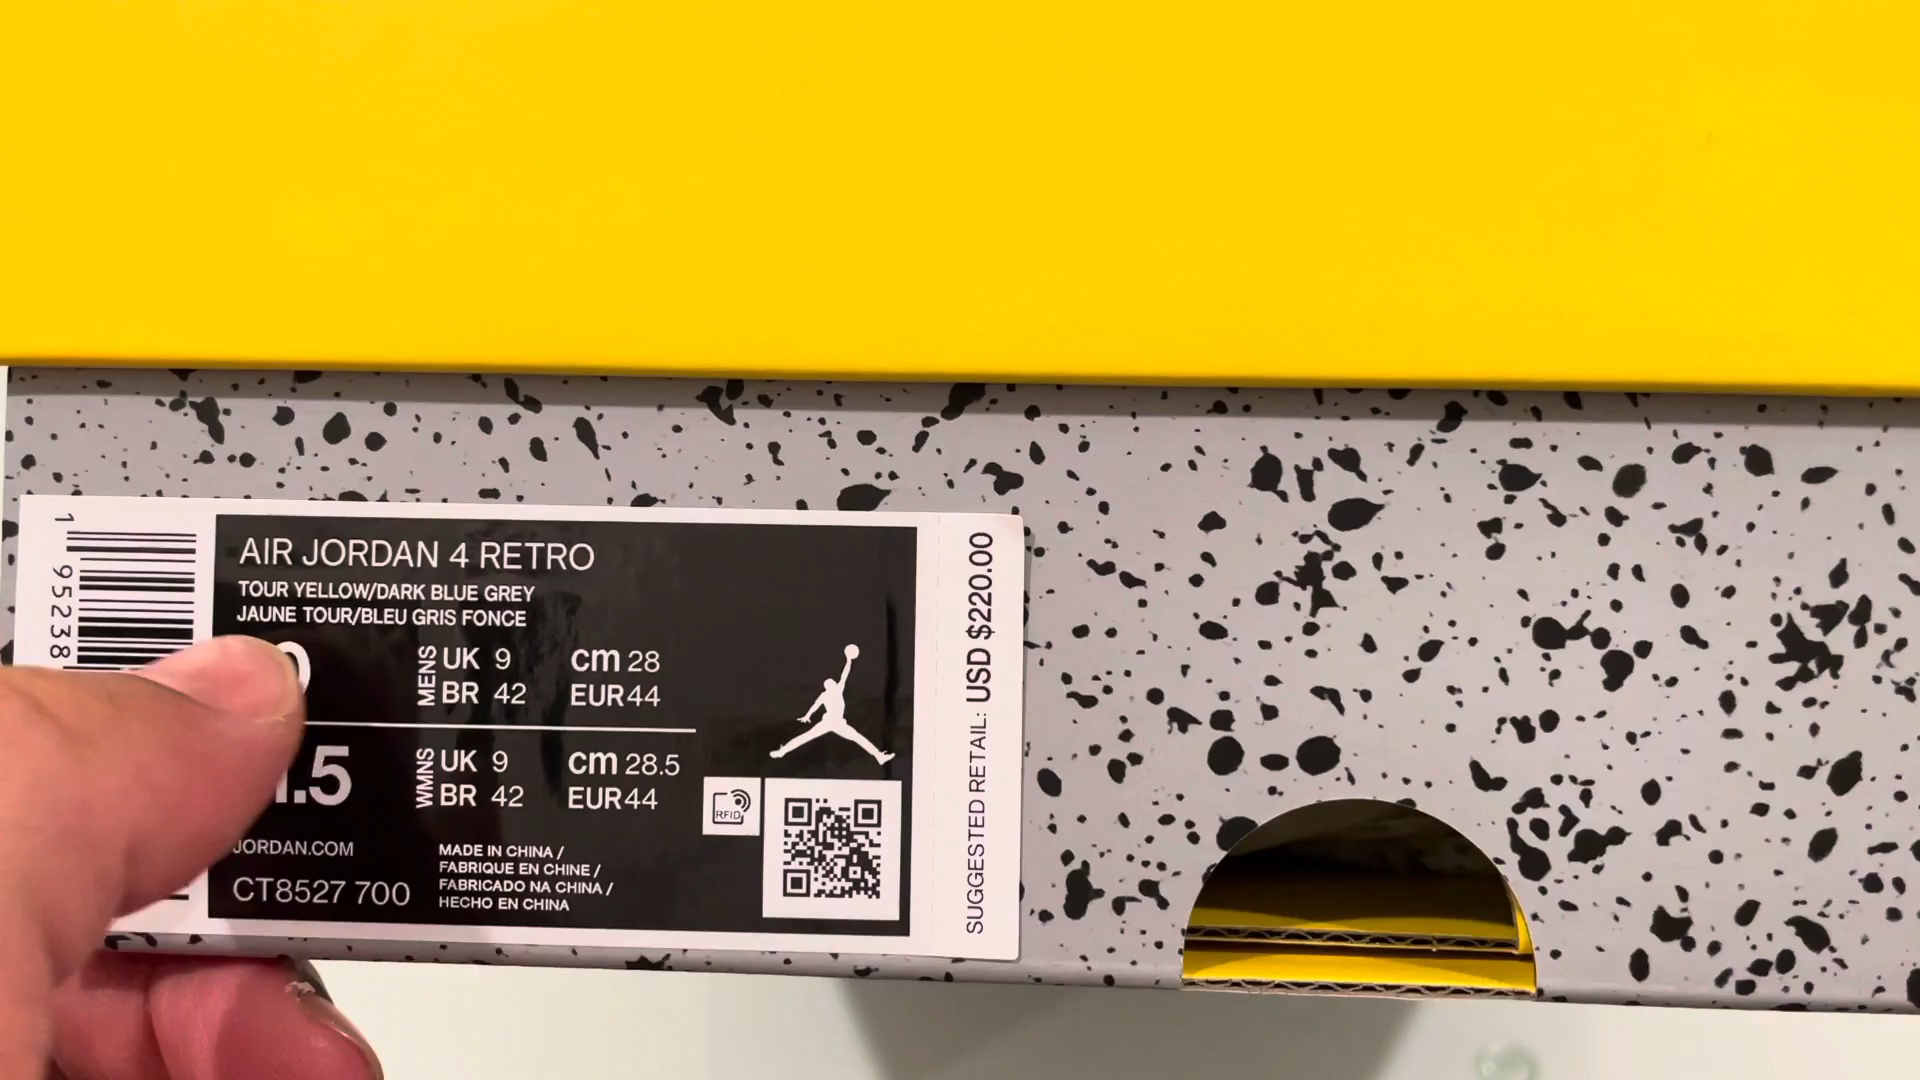 1 95238
AIR JORDAN 4 RETRO
TOUR YELLOW/DARK BLUE GREY
JAUNE TOUR/BLEU GRIS FONCE
MENS
UK 9 cm 28
BR 42 EUR 44
.5
WMNS
UK 9 cm 28.5
BR 42 EUR 44
RFID
JORDAN.COM
CT8527 700
MADE IN CHINA /
FABRIQUE EN CHINE /
FABRICADO NA CHINA /
HECHO EN CHINA
SUGGESTED RETAIL: USD $220.00